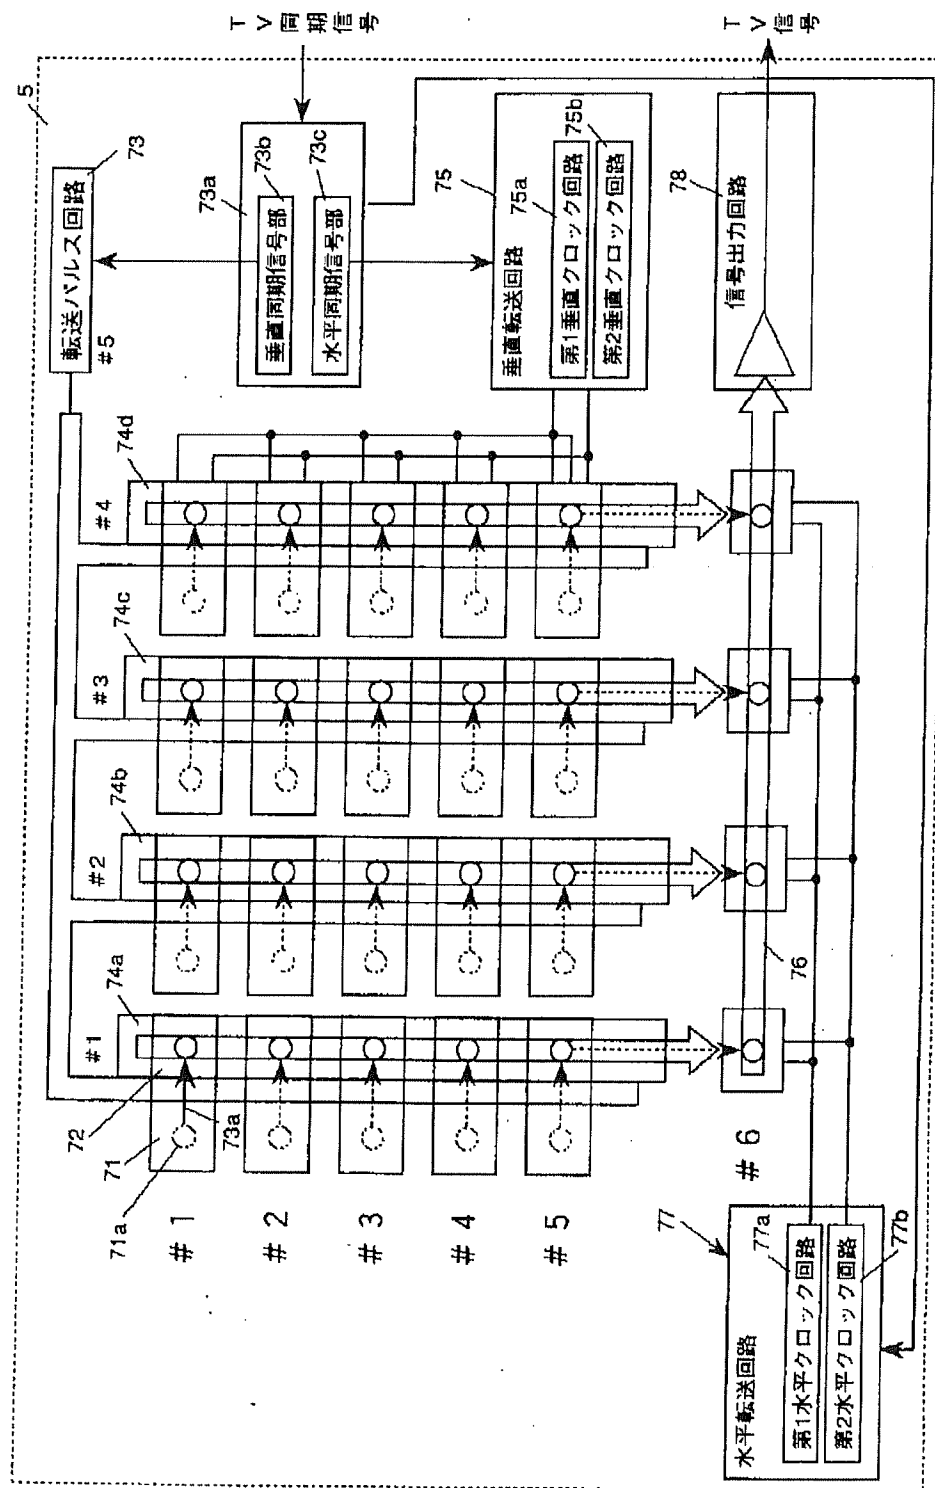 TV同期信号
TV信号
5
転送パルス回路
73
#5
73a
垂直同期信号部
73b
水平同期信号部
73c
垂直転送回路
75
第1垂直クロック回路
75a
第2垂直クロック回路
75b
信号出力回路
78
#4
74d
#3
74c
#2
74b
#1
74a
72
71
71a
73a
#1
#2
#3
#4
#5
#6
76
水平転送回路
77
第1水平クロック回路
77a
第2水平クロック回路
77b